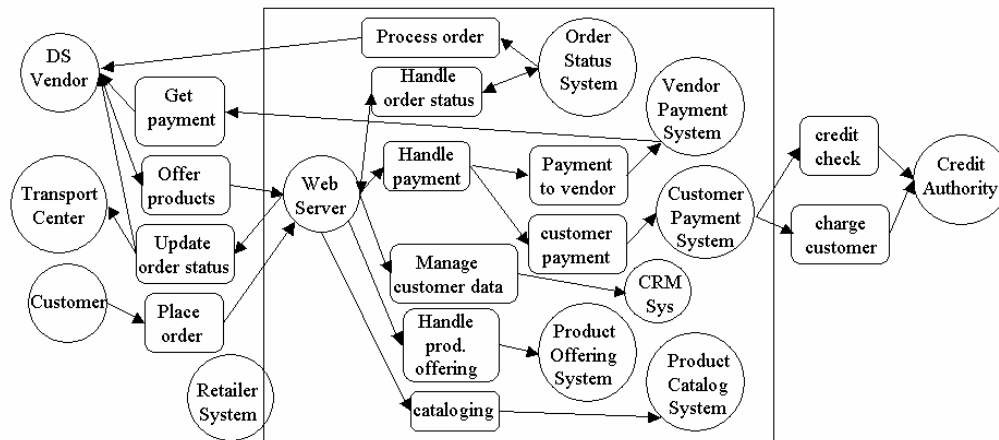 DS
Vendor
Process order
Order
Status
System
Handle
order status
Get
payment
Vendor
Payment
System
Offer
products
Web
Server
Handle
payment
Payment
to vendor
credit
check
Credit
Authority
Transport
Center
Customer
Payment
System
charge
customer
Update
order status
customer
payment
Manage
customer data
CRM
Sys
Customer
Place
order
Handle
prod.
offering
Product
Offering
System
Product
Catalog
System
Retailer
System
cataloging